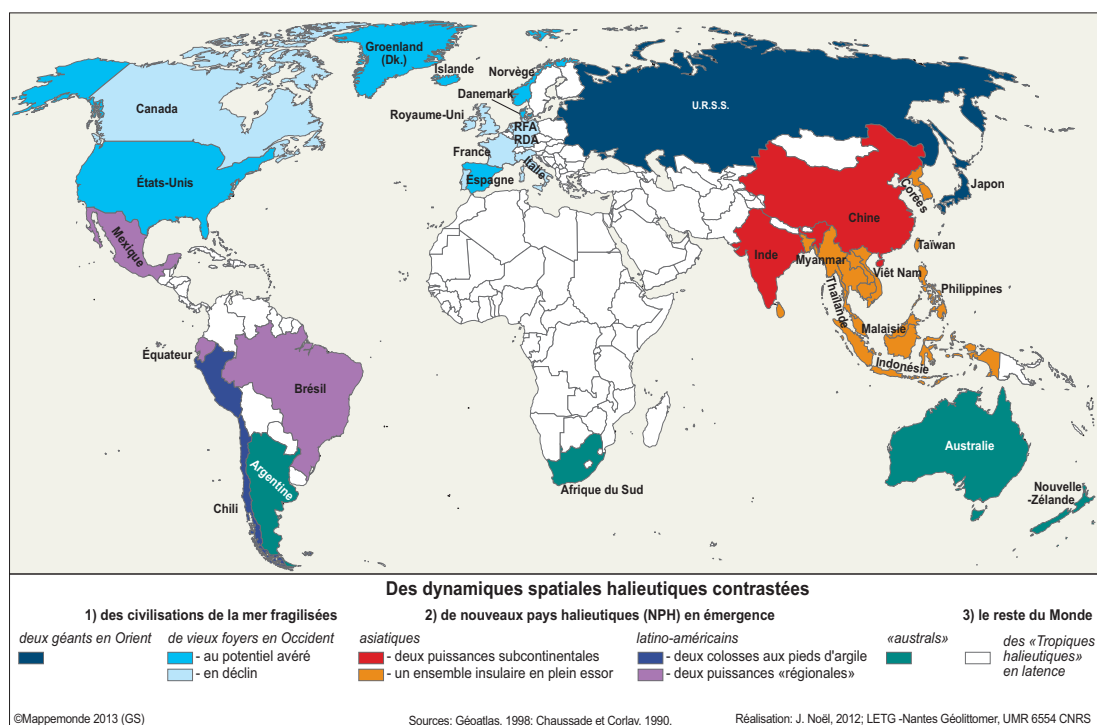 Groenland
(Dk.)
Islande
Norvège
Danemark
Royaume-Uni
Canada
U.R.S.S.
RFA
RDA
France
Italie
Espagne
États-Unis
Japon
Corées
Chine
Mexique
Inde
Taïwan
Myanmar
Viêt Nam
Thaïlande
Philippines
Malaisie
Indonésie
Équateur
Brésil
Australie
Argentine
Nouvelle
-Zélande
Afrique du Sud
Chili
Des dynamiques spatiales halieutiques contrastées
1) des civilisations de la mer fragilisées
2) de nouveaux pays halieutiques (NPH) en émergence
3) le reste du Monde
deux géants en Orient
de vieux foyers en Occident
- au potentiel avéré
- en déclin
asiatiques
- deux puissances subcontinentales
- un ensemble insulaire en plein essor
latino-américains
- deux colosses aux pieds d'argile
- deux puissances «régionales»
«australs»
des «Tropiques
halieutiques»
en latence
©Mappemonde 2013 (GS)
Sources: Géoatlas, 1998; Chaussade et Corlay, 1990.
Réalisation: J. Noël, 2012; LETG -Nantes Géolittomer, UMR 6554 CNRS